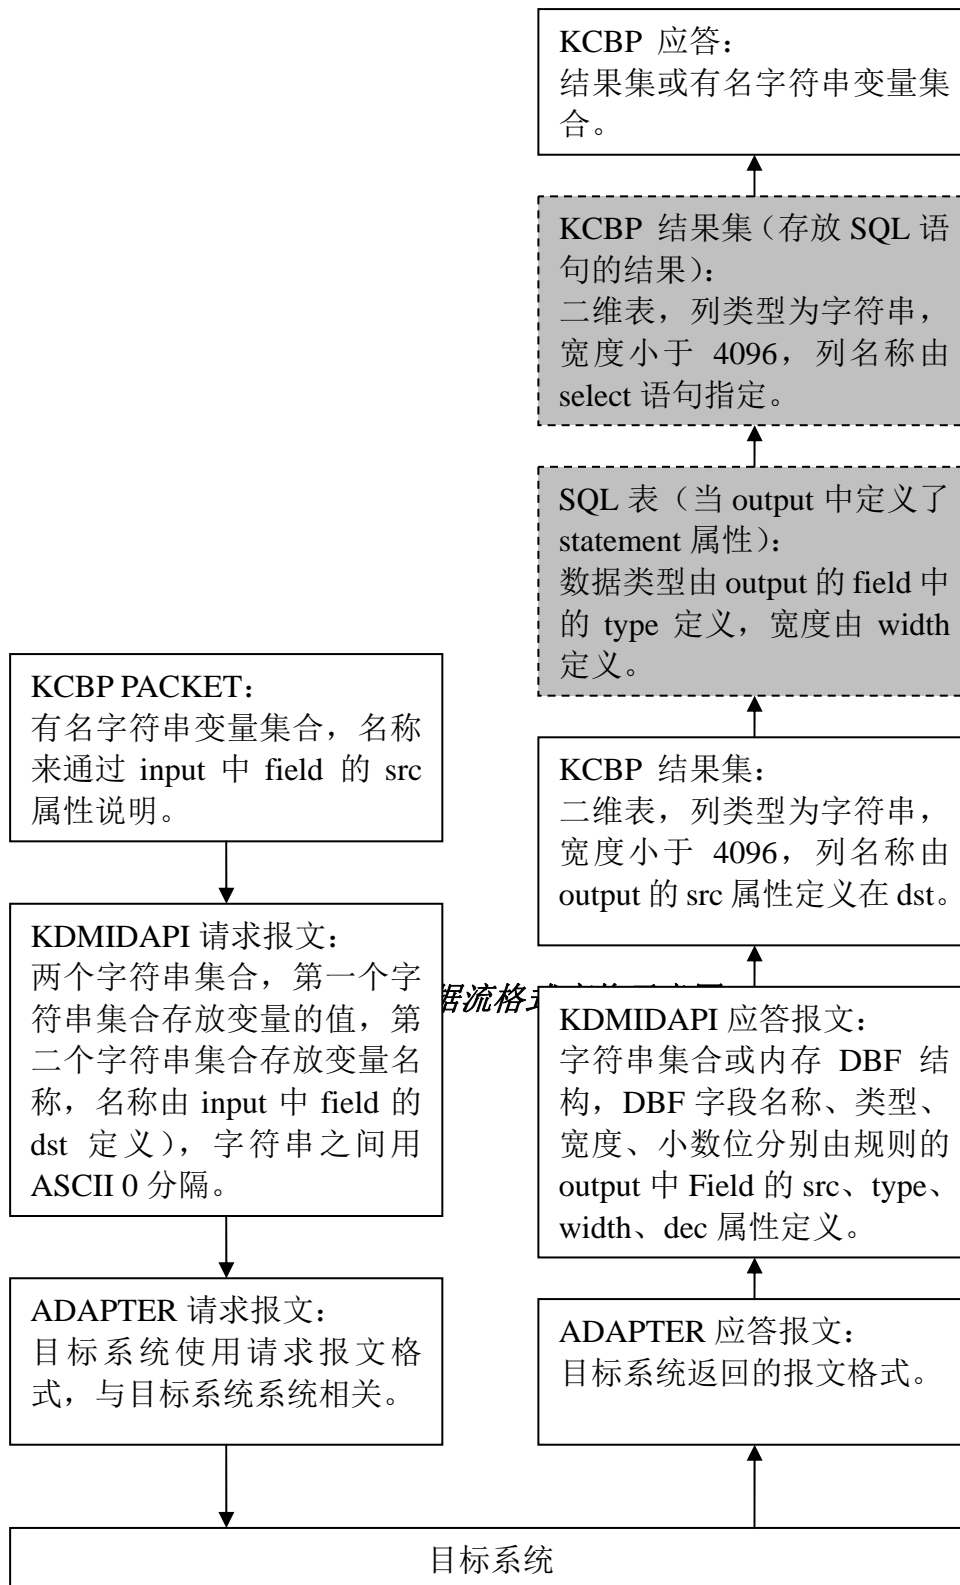 KCBP 应答：
结果集或有名字符串变量集
合。
KCBP 结果集（存放 SQL 语
句的结果）：
二维表，列类型为字符串，
宽度小于 4096，列名称由
select 语句指定。
SQL 表（当 output 中定义了
statement 属性）：
数据类型由 output 的 field 中
的 type 定义，宽度由 width
定义。
KCBP PACKET：
有名字符串变量集合，名称
来通过 input 中 field 的 src
属性说明。
KCBP 结果集：
二维表，列类型为字符串，
宽度小于 4096，列名称由
output 的 src 属性定义在 dst。
KDMIDAPI 请求报文：
两个字符串集合，第一个字
符串集合存放变量的值，第
二个字符串集合存放变量名
称，名称由 input 中 field 的
dst 定义），字符串之间用
ASCII 0 分隔。
据流格式
KDMIDAPI 应答报文：
字符串集合或内存 DBF 结
构，DBF 字段名称、类型、
宽度、小数位分别由规则的
output 中 Field 的 src、type、
width、dec 属性定义。
ADAPTER 请求报文：
目标系统使用请求报文格
式，与目标系统系统相关。
ADAPTER 应答报文：
目标系统返回的报文格式。
目标系统